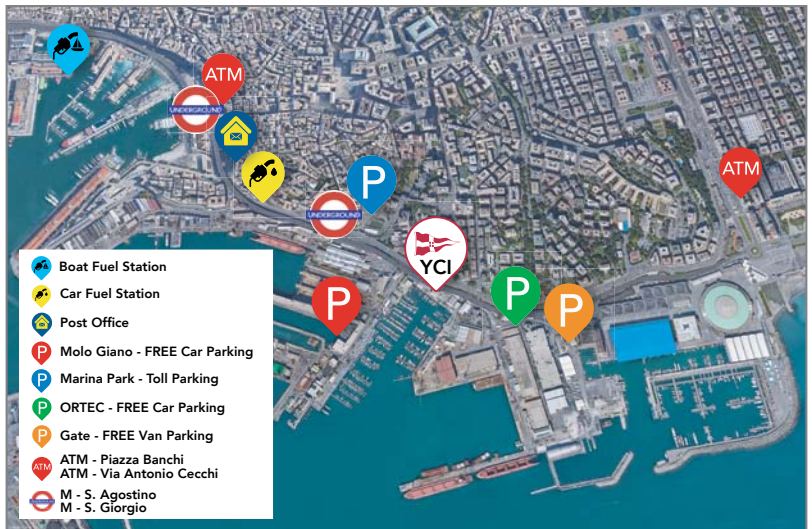 ATM
UNDERGROUND
P
ATM
UNDERGROUND
YCI
P
P
P
Boat Fuel Station
Car Fuel Station
Post Office
P Molo Giano - FREE Car Parking
P Marina Park - Toll Parking
P ORTEC - FREE Car Parking
P Gate - FREE Van Parking
ATM ATM - Piazza Banchi
ATM - Via Antonio Cecchi
M - S. Agostino
M - S. Giorgio